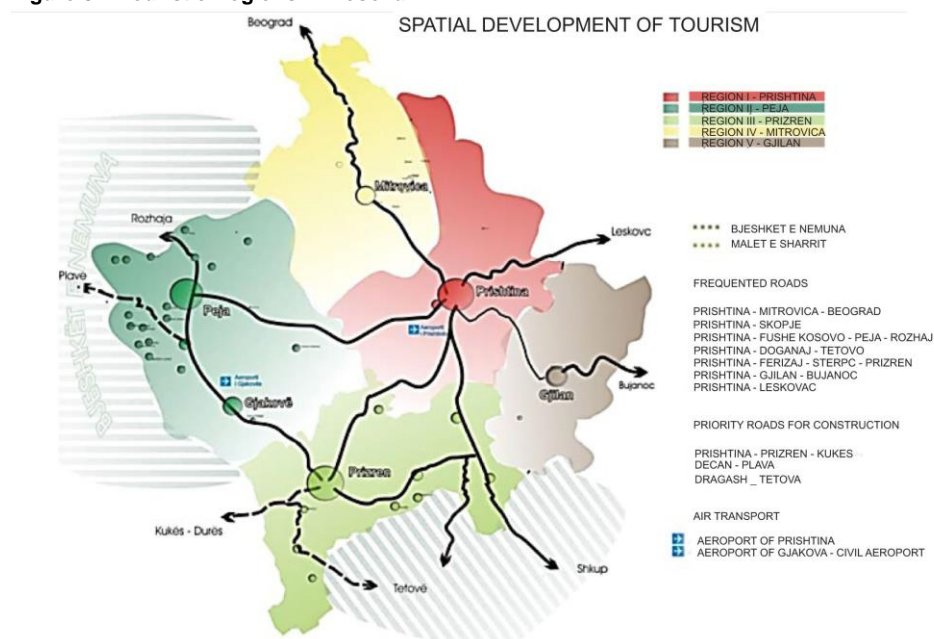 SPATIAL DEVELOPMENT OF TOURISM
Beograd
REGION I - PRISHTINA
REGION II - PEJA
REGION III - PRIZREN
REGION IV - MITROVICA
REGION V - GJILAN
Mitrovica
BJESHKËT E NEMUNA
Rozhaja
Leskovc
BJESHKET E NEMUNA
MALET E SHARRIT
Plavë
Peja
Prishtina
Aeroporti
i Prishtinës
FREQUENTED ROADS
PRISHTINA - MITROVICA - BEOGRAD
PRISHTINA - SKOPJE
PRISHTINA - FUSHE KOSOVO - PEJA - ROZHAJ
PRISHTINA - DOGANAJ - TETOVO
PRISHTINA - FERIZAJ - STERPC - PRIZREN
PRISHTINA - GJILAN - BUJANOC
PRISHTINA - LESKOVAC
Aeroporti
i Gjakovës
Gjakovë
Gjilan
Bujanoc
PRIORITY ROADS FOR CONSTRUCTION
PRISHTINA - PRIZREN - KUKES
DECAN - PLAVA
DRAGASH _ TETOVA
Prizren
Kukës - Durës
Tetovë
Shkup
AIR TRANSPORT
AEROPORT OF PRISHTINA
AEROPORT OF GJAKOVA - CIVIL AEROPORT